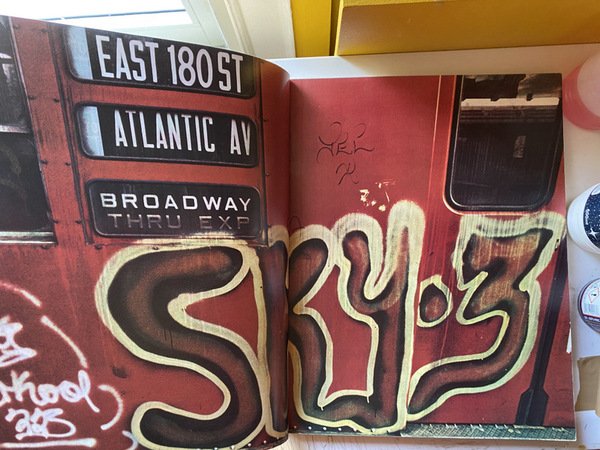 EAST 180 ST
ATLANTIC AV
BROADWAY
THRU EXP
SKY·3